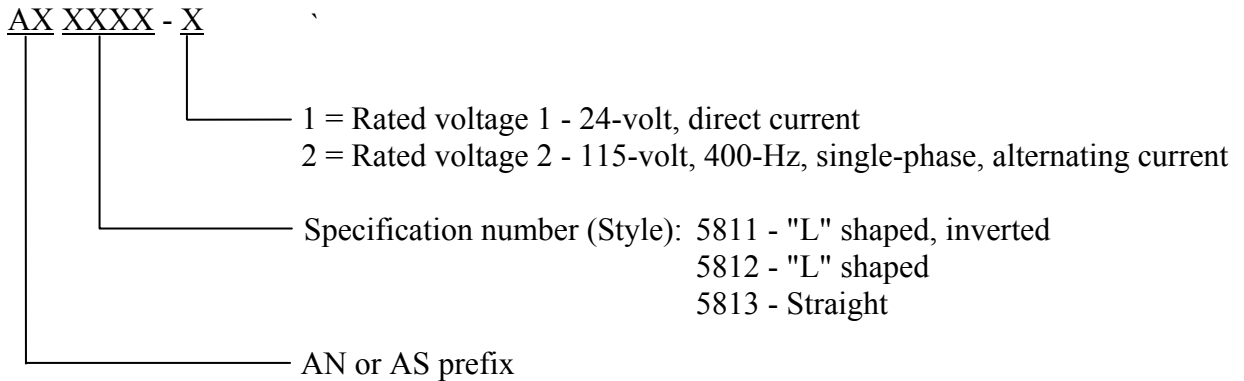 AX XXXX - X `
1 = Rated voltage 1 - 24-volt, direct current
2 = Rated voltage 2 - 115-volt, 400-Hz, single-phase, alternating current
Specification number (Style): 5811 - "L" shaped, inverted
5812 - "L" shaped
5813 - Straight
AN or AS prefix